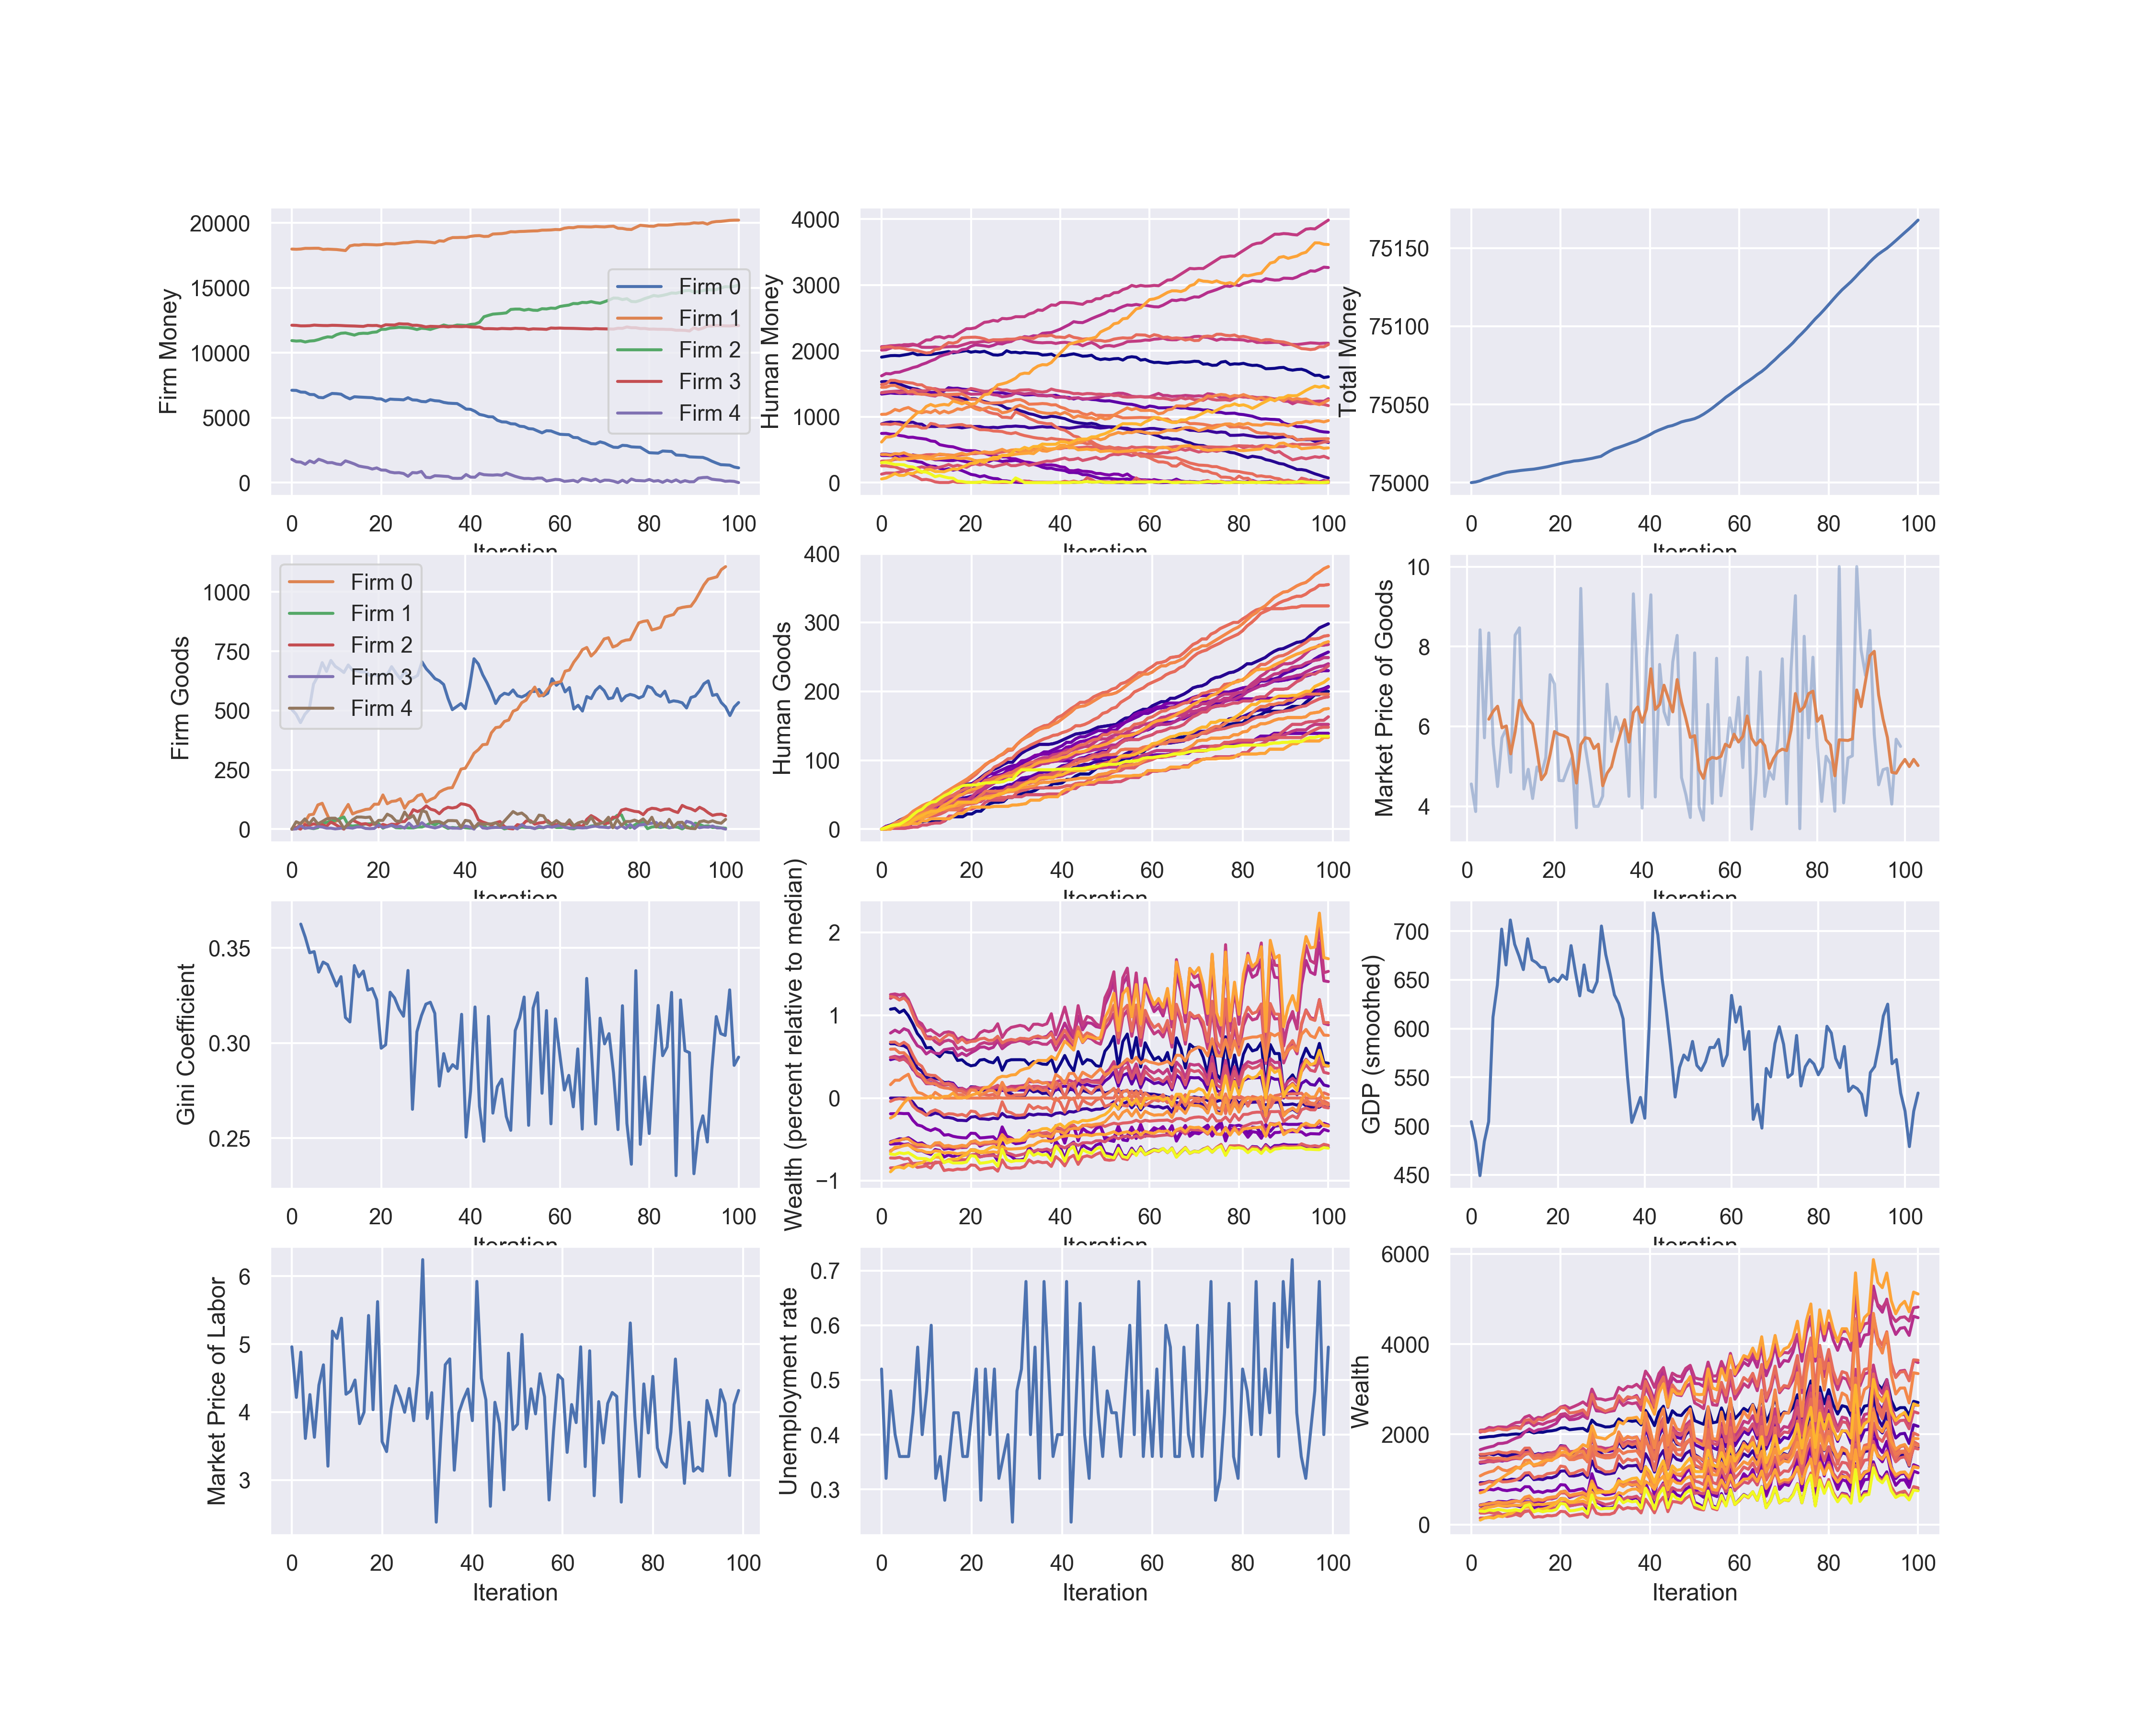 Firm Money
20000
15000
10000
5000
0
Firm 0
Firm 1
Firm 2
Firm 3
Firm 4
0 20 40 60 80 100
Iteration
Human Money
4000
3000
2000
1000
0
0 20 40 60 80 100
Iteration
Total Money
75150
75100
75050
75000
0 20 40 60 80 100
Iteration
Firm Goods
1000
750
500
250
0
Firm 0
Firm 1
Firm 2
Firm 3
Firm 4
0 20 40 60 80 100
Iteration
Human Goods
400
300
200
100
0
0 20 40 60 80 100
Iteration
Market Price of Goods
10
8
6
4
0 20 40 60 80 100
Iteration
Gini Coefficient
0.35
0.30
0.25
0 20 40 60 80 100
Iteration
Wealth (percent relative to median)
2
1
0
−1
0 20 40 60 80 100
Iteration
GDP (smoothed)
700
650
600
550
500
450
0 20 40 60 80 100
Iteration
Market Price of Labor
6
5
4
3
0 20 40 60 80 100
Iteration
Unemployment rate
0.7
0.6
0.5
0.4
0.3
0 20 40 60 80 100
Iteration
Wealth
6000
4000
2000
0
0 20 40 60 80 100
Iteration